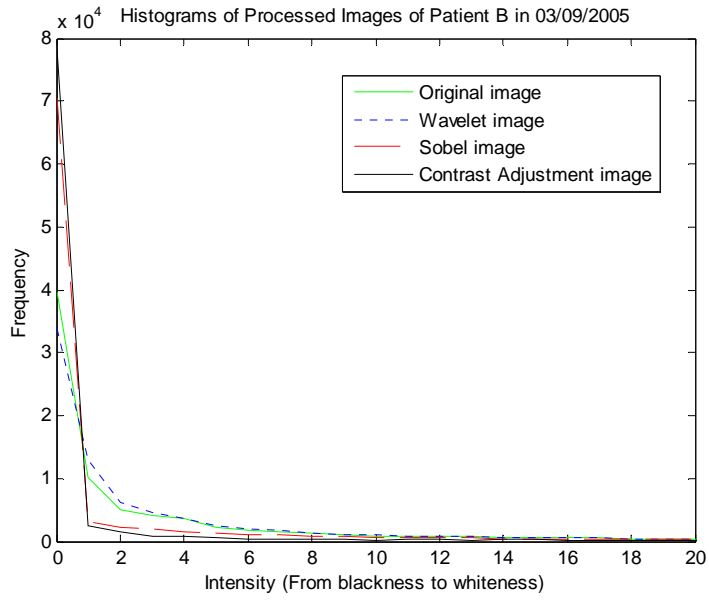 x 10^4
Histograms of Processed Images of Patient B in 03/09/2005
8
7
6
5
4
3
2
1
0
Frequency
Original image
Wavelet image
Sobel image
Contrast Adjustment image
0 2 4 6 8 10 12 14 16 18 20
Intensity (From blackness to whiteness)